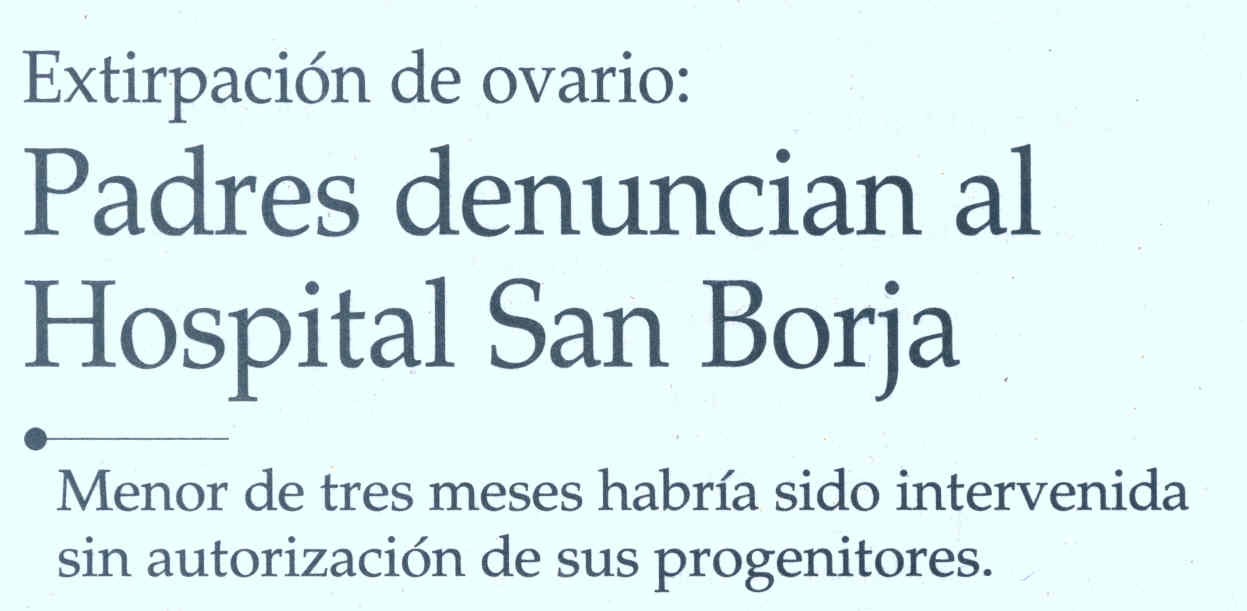 Extirpación de ovario:
Padres denuncian al
Hospital San Borja
Menor de tres meses habría sido intervenida
sin autorización de sus progenitores.